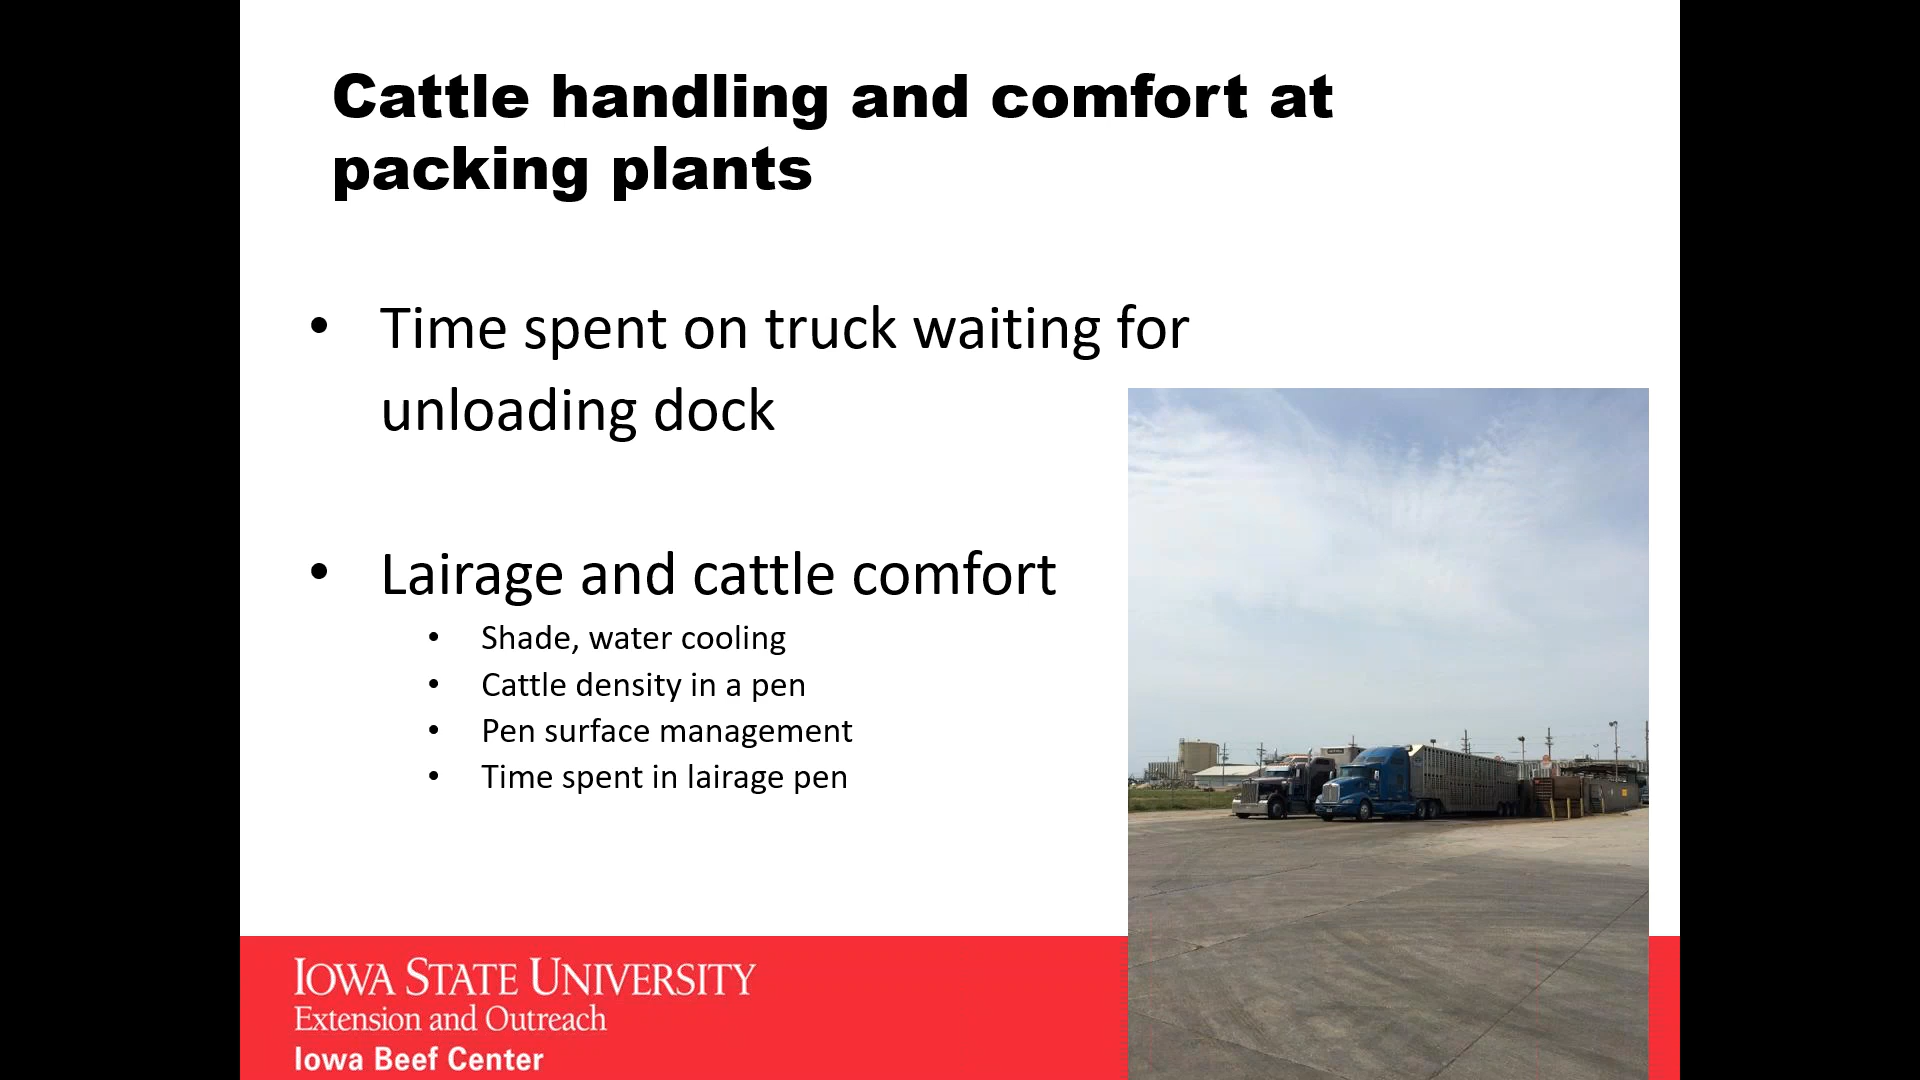 Cattle handling and comfort at
packing plants
• Time spent on truck waiting for
unloading dock
• Lairage and cattle comfort
• Shade, water cooling
• Cattle density in a pen
• Pen surface management
• Time spent in lairage pen
IOWA STATE UNIVERSITY
Extension and Outreach
Iowa Beef Center